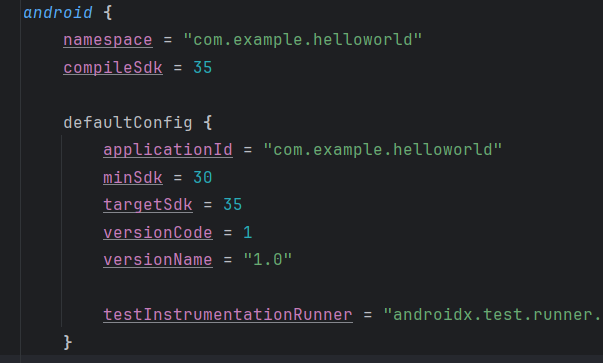 android {
    namespace = "com.example.helloworld"
    compileSdk = 35

    defaultConfig {
        applicationId = "com.example.helloworld"
        minSdk = 30
        targetSdk = 35
        versionCode = 1
        versionName = "1.0"

        testInstrumentationRunner = "androidx.test.runner.
    }